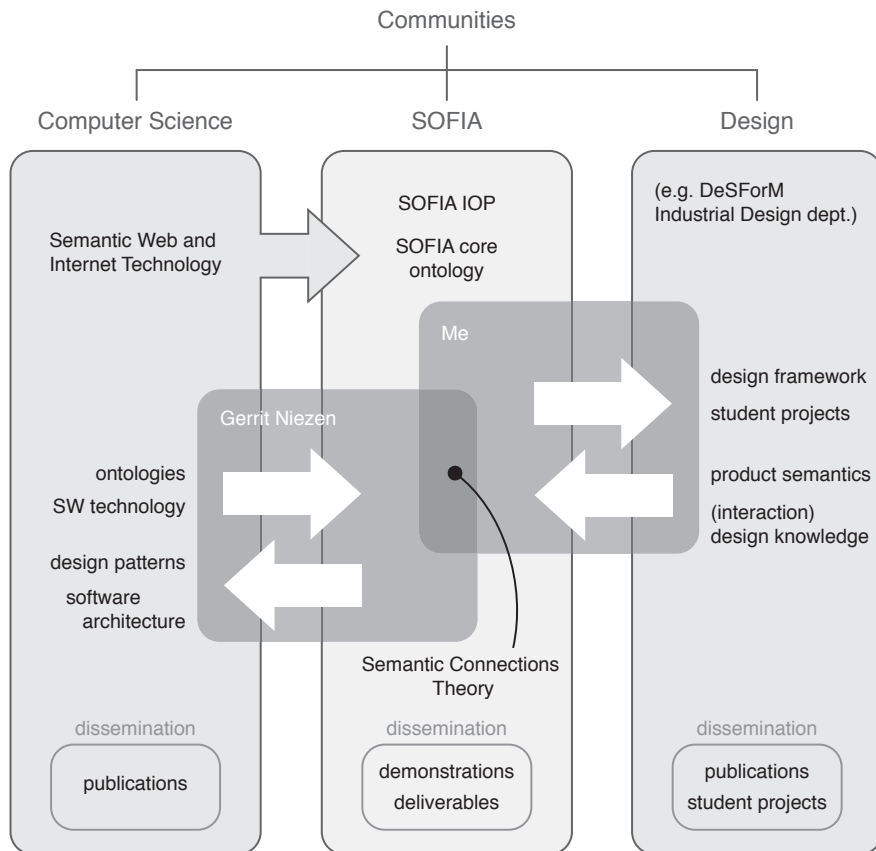 Communities
Computer Science
SOFIA
Design
Semantic Web and
Internet Technology
SOFIA IOP
SOFIA core
ontology
(e.g. DeSForM
Industrial Design dept.)
Me
Gerrit Niezen
design framework
student projects
product semantics
(interaction)
design knowledge
ontologies
SW technology
design patterns
software
architecture
Semantic Connections
Theory
dissemination
publications
dissemination
demonstrations
deliverables
dissemination
publications
student projects